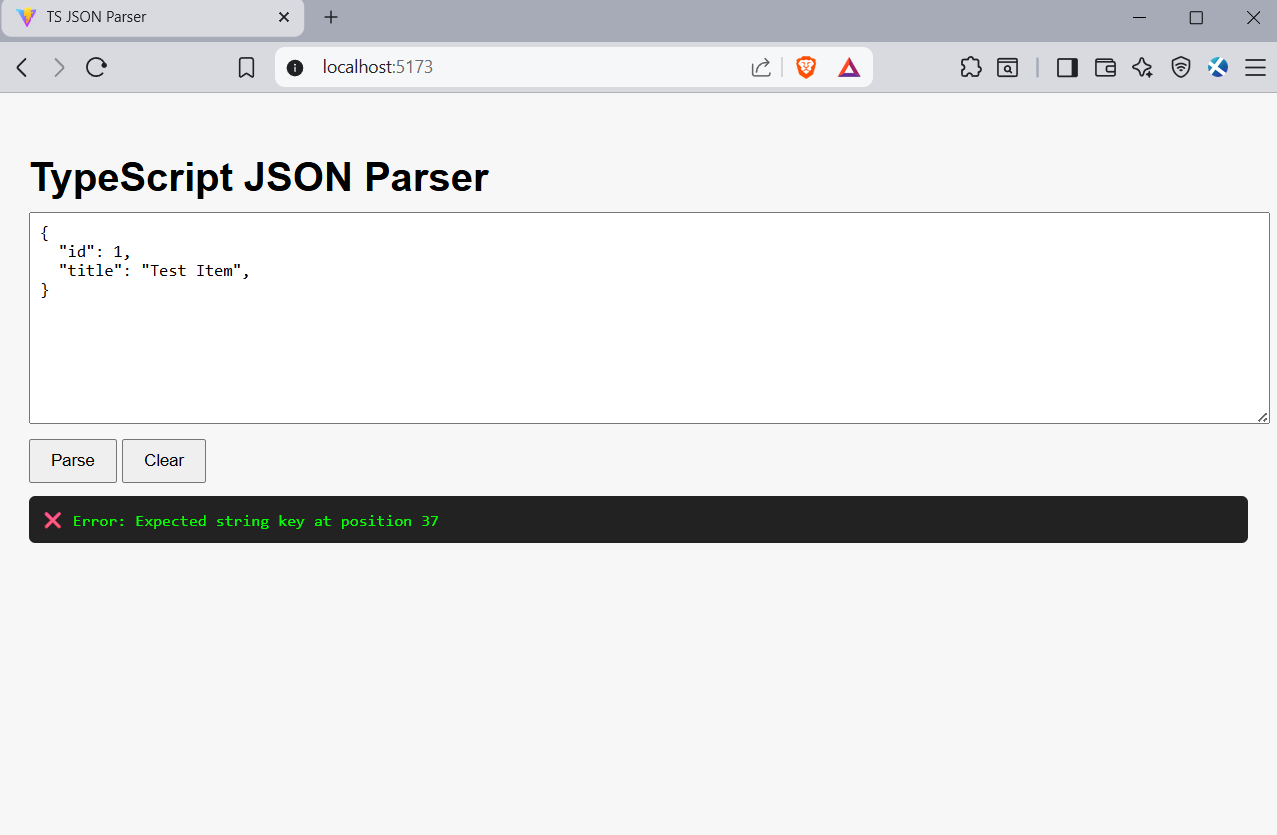 TS JSON Parser
localhost:5173
TypeScript JSON Parser
{
  "id": 1,
  "title": "Test Item",
}
Parse Clear
❌ Error: Expected string key at position 37